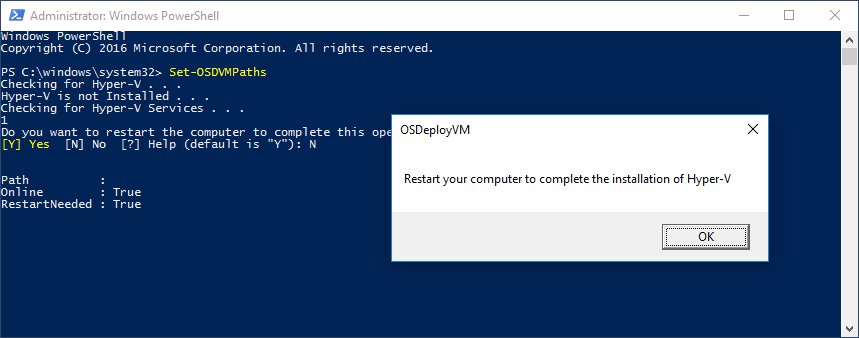 Administrator: Windows PowerShell
Windows PowerShell
Copyright (C) 2016 Microsoft Corporation. All rights reserved.
PS C:\windows\system32> Set-OSDVMPaths
Checking for Hyper-V . . .
Hyper-V is not Installed . . .
Checking for Hyper-V Services . . .
1
Do you want to restart the computer to complete this ope
[Y] Yes  [N] No  [?] Help (default is "Y"): N
Path          :
Online        : True
RestartNeeded : True
OSDeployVM
Restart your computer to complete the installation of Hyper-V
OK